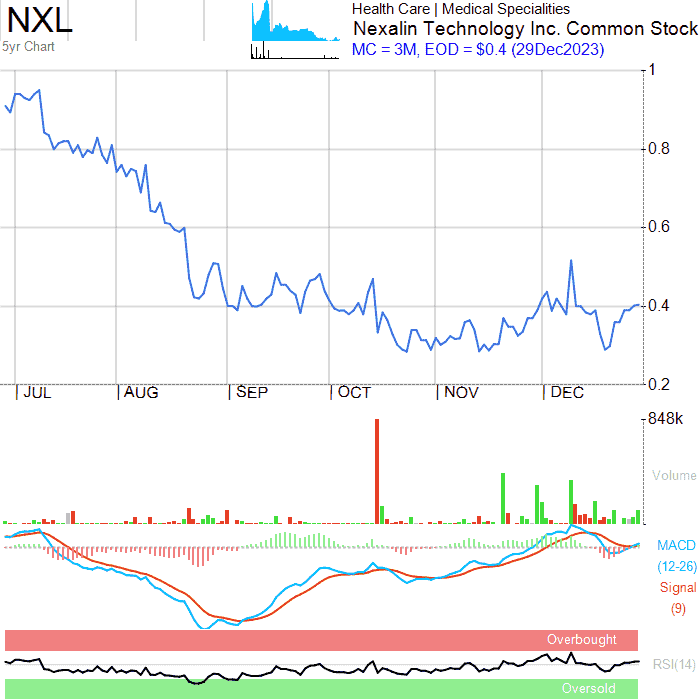 NXL
5yr Chart
Health Care | Medical Specialities
Nexalin Technology Inc. Common Stock
MC = 3M, EOD = $0.4 (29Dec2023)
1
0.8
0.6
0.4
0.2
JUL AUG SEP OCT NOV DEC
848k
Volume
MACD
(12-26)
Signal
(9)
Overbought
RSI(14)
Oversold